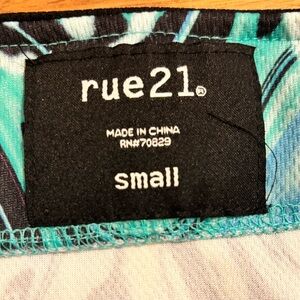 rue21®
MADE IN CHINA
RN#70829
small